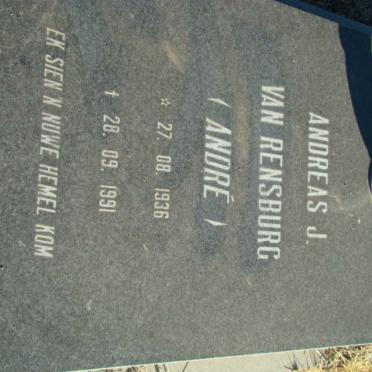 ANDREAS J.
VAN RENSBURG
( ANDRÉ )
☆ 27. 08. 1936
† 28. 09. 1991
EK SIEN 'N NUWE HEMEL KOM